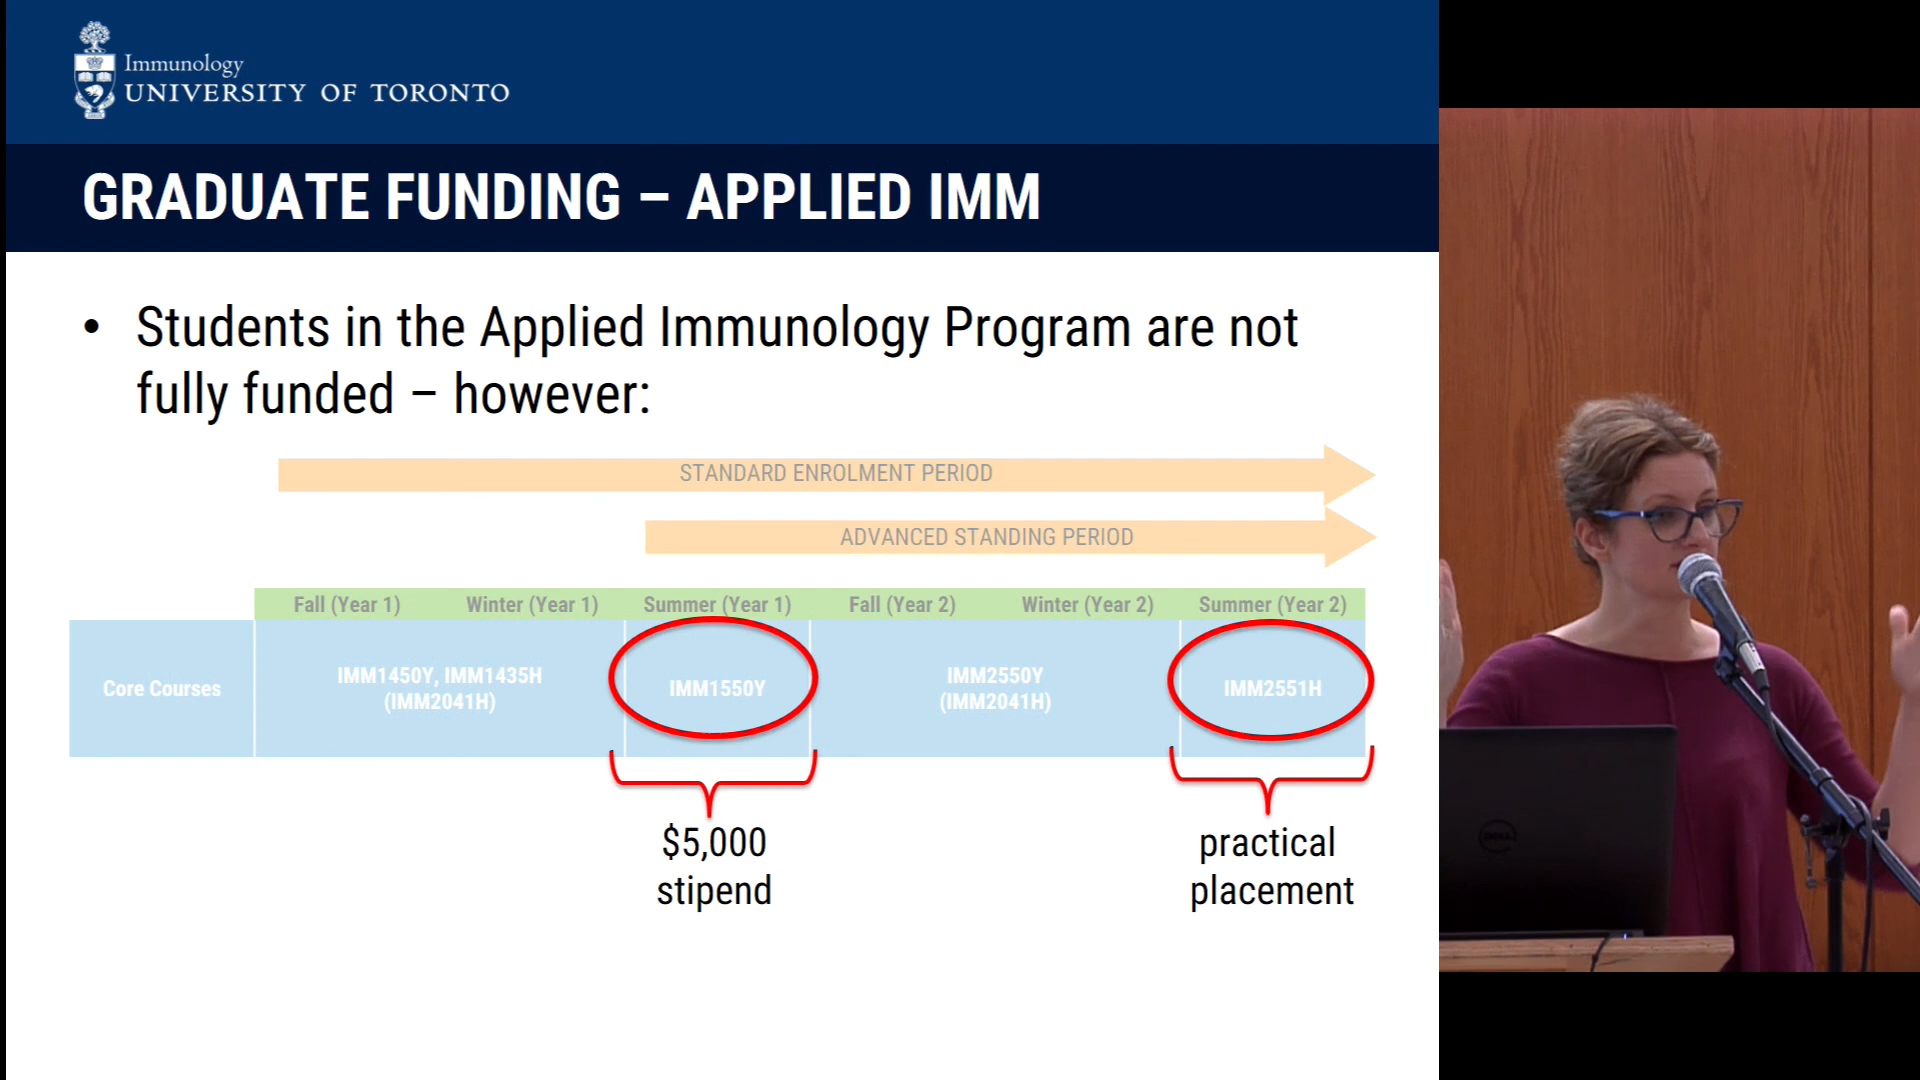 Immunology
UNIVERSITY OF TORONTO
GRADUATE FUNDING – APPLIED IMM
• Students in the Applied Immunology Program are not
fully funded – however:
STANDARD ENROLMENT PERIOD
ADVANCED STANDING PERIOD
Fall (Year 1) Winter (Year 1) Summer (Year 1) Fall (Year 2) Winter (Year 2) Summer (Year 2)
Core Courses
IMM1450Y, IMM1435H
(IMM2041H)
IMM1550Y
IMM2550Y
(IMM2041H)
IMM2551H
$5,000
stipend
practical
placement
DELL